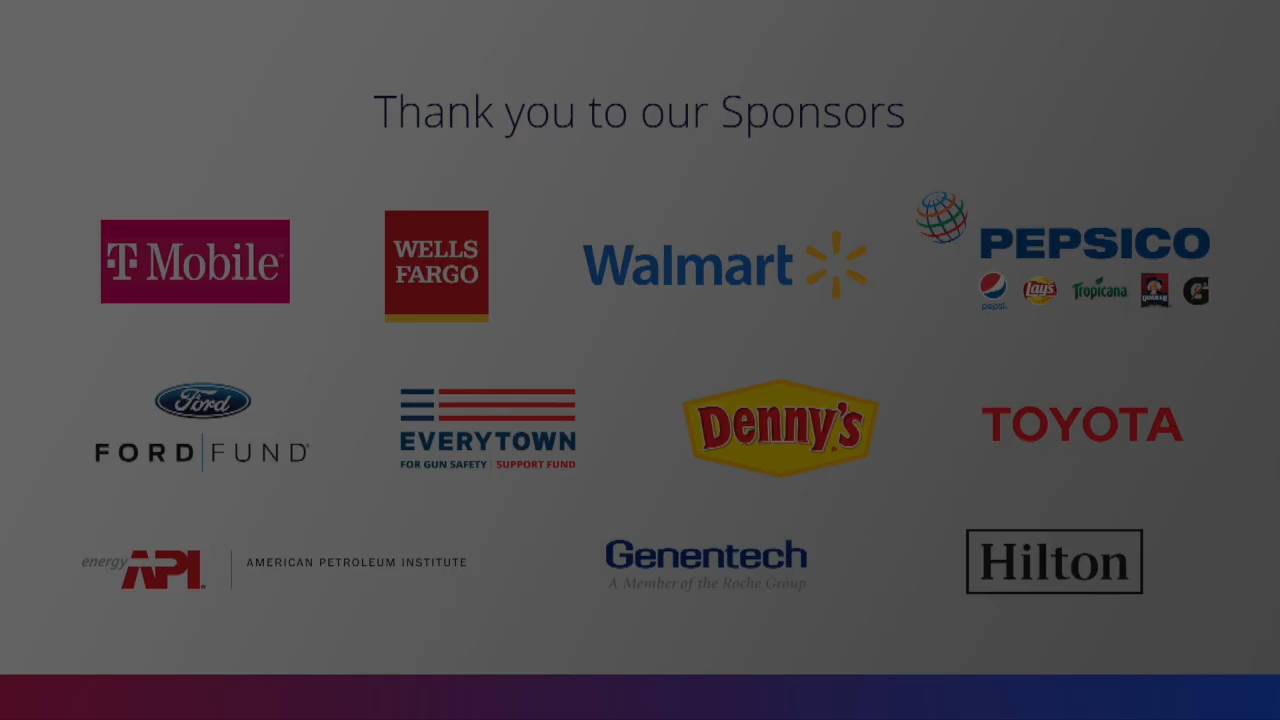 Thank you to our Sponsors
T Mobile
WELLS
FARGO
Walmart
PEPSICO
pepsi
Lay's
Tropicana
QUAKER
G
Ford
FORD FUND
EVERYTOWN
FOR GUN SAFETY SUPPORT FUND
Denny's
TOYOTA
energy API AMERICAN PETROLEUM INSTITUTE
Genentech
A Member of the Roche Group
Hilton